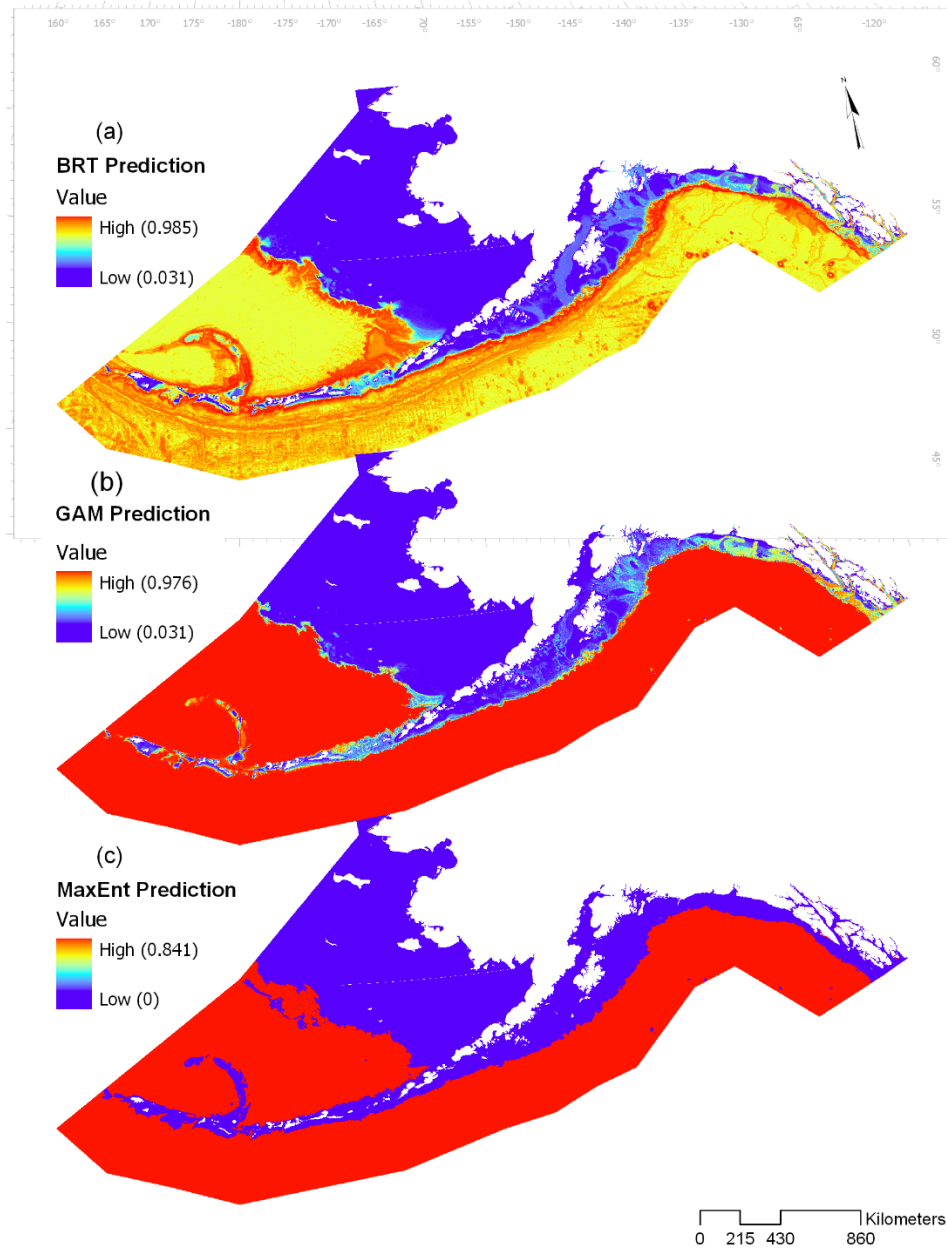 160° 165° 170° 175° -180° -175° -170° -165° -70° -155° -150° -145° -140° -135° -130° 65° -120°
60°
N
(a)
BRT Prediction
Value
High (0.985)
Low (0.031)
55°
50°
45°
(b)
GAM Prediction
Value
High (0.976)
Low (0.031)
(c)
MaxEnt Prediction
Value
High (0.841)
Low (0)
Kilometers
0 215 430 860